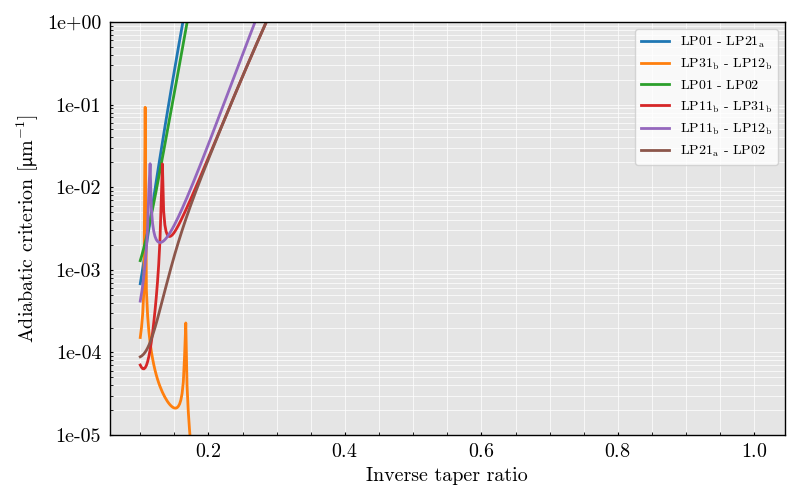 1e+00
1e-01
1e-02
1e-03
1e-04
1e-05
Adiabatic criterion [µm⁻¹]
0.2 0.4 0.6 0.8 1.0
Inverse taper ratio
LP01 - LP21ₐ
LP31b - LP12b
LP01 - LP02
LP11b - LP31b
LP11b - LP12b
LP21ₐ - LP02